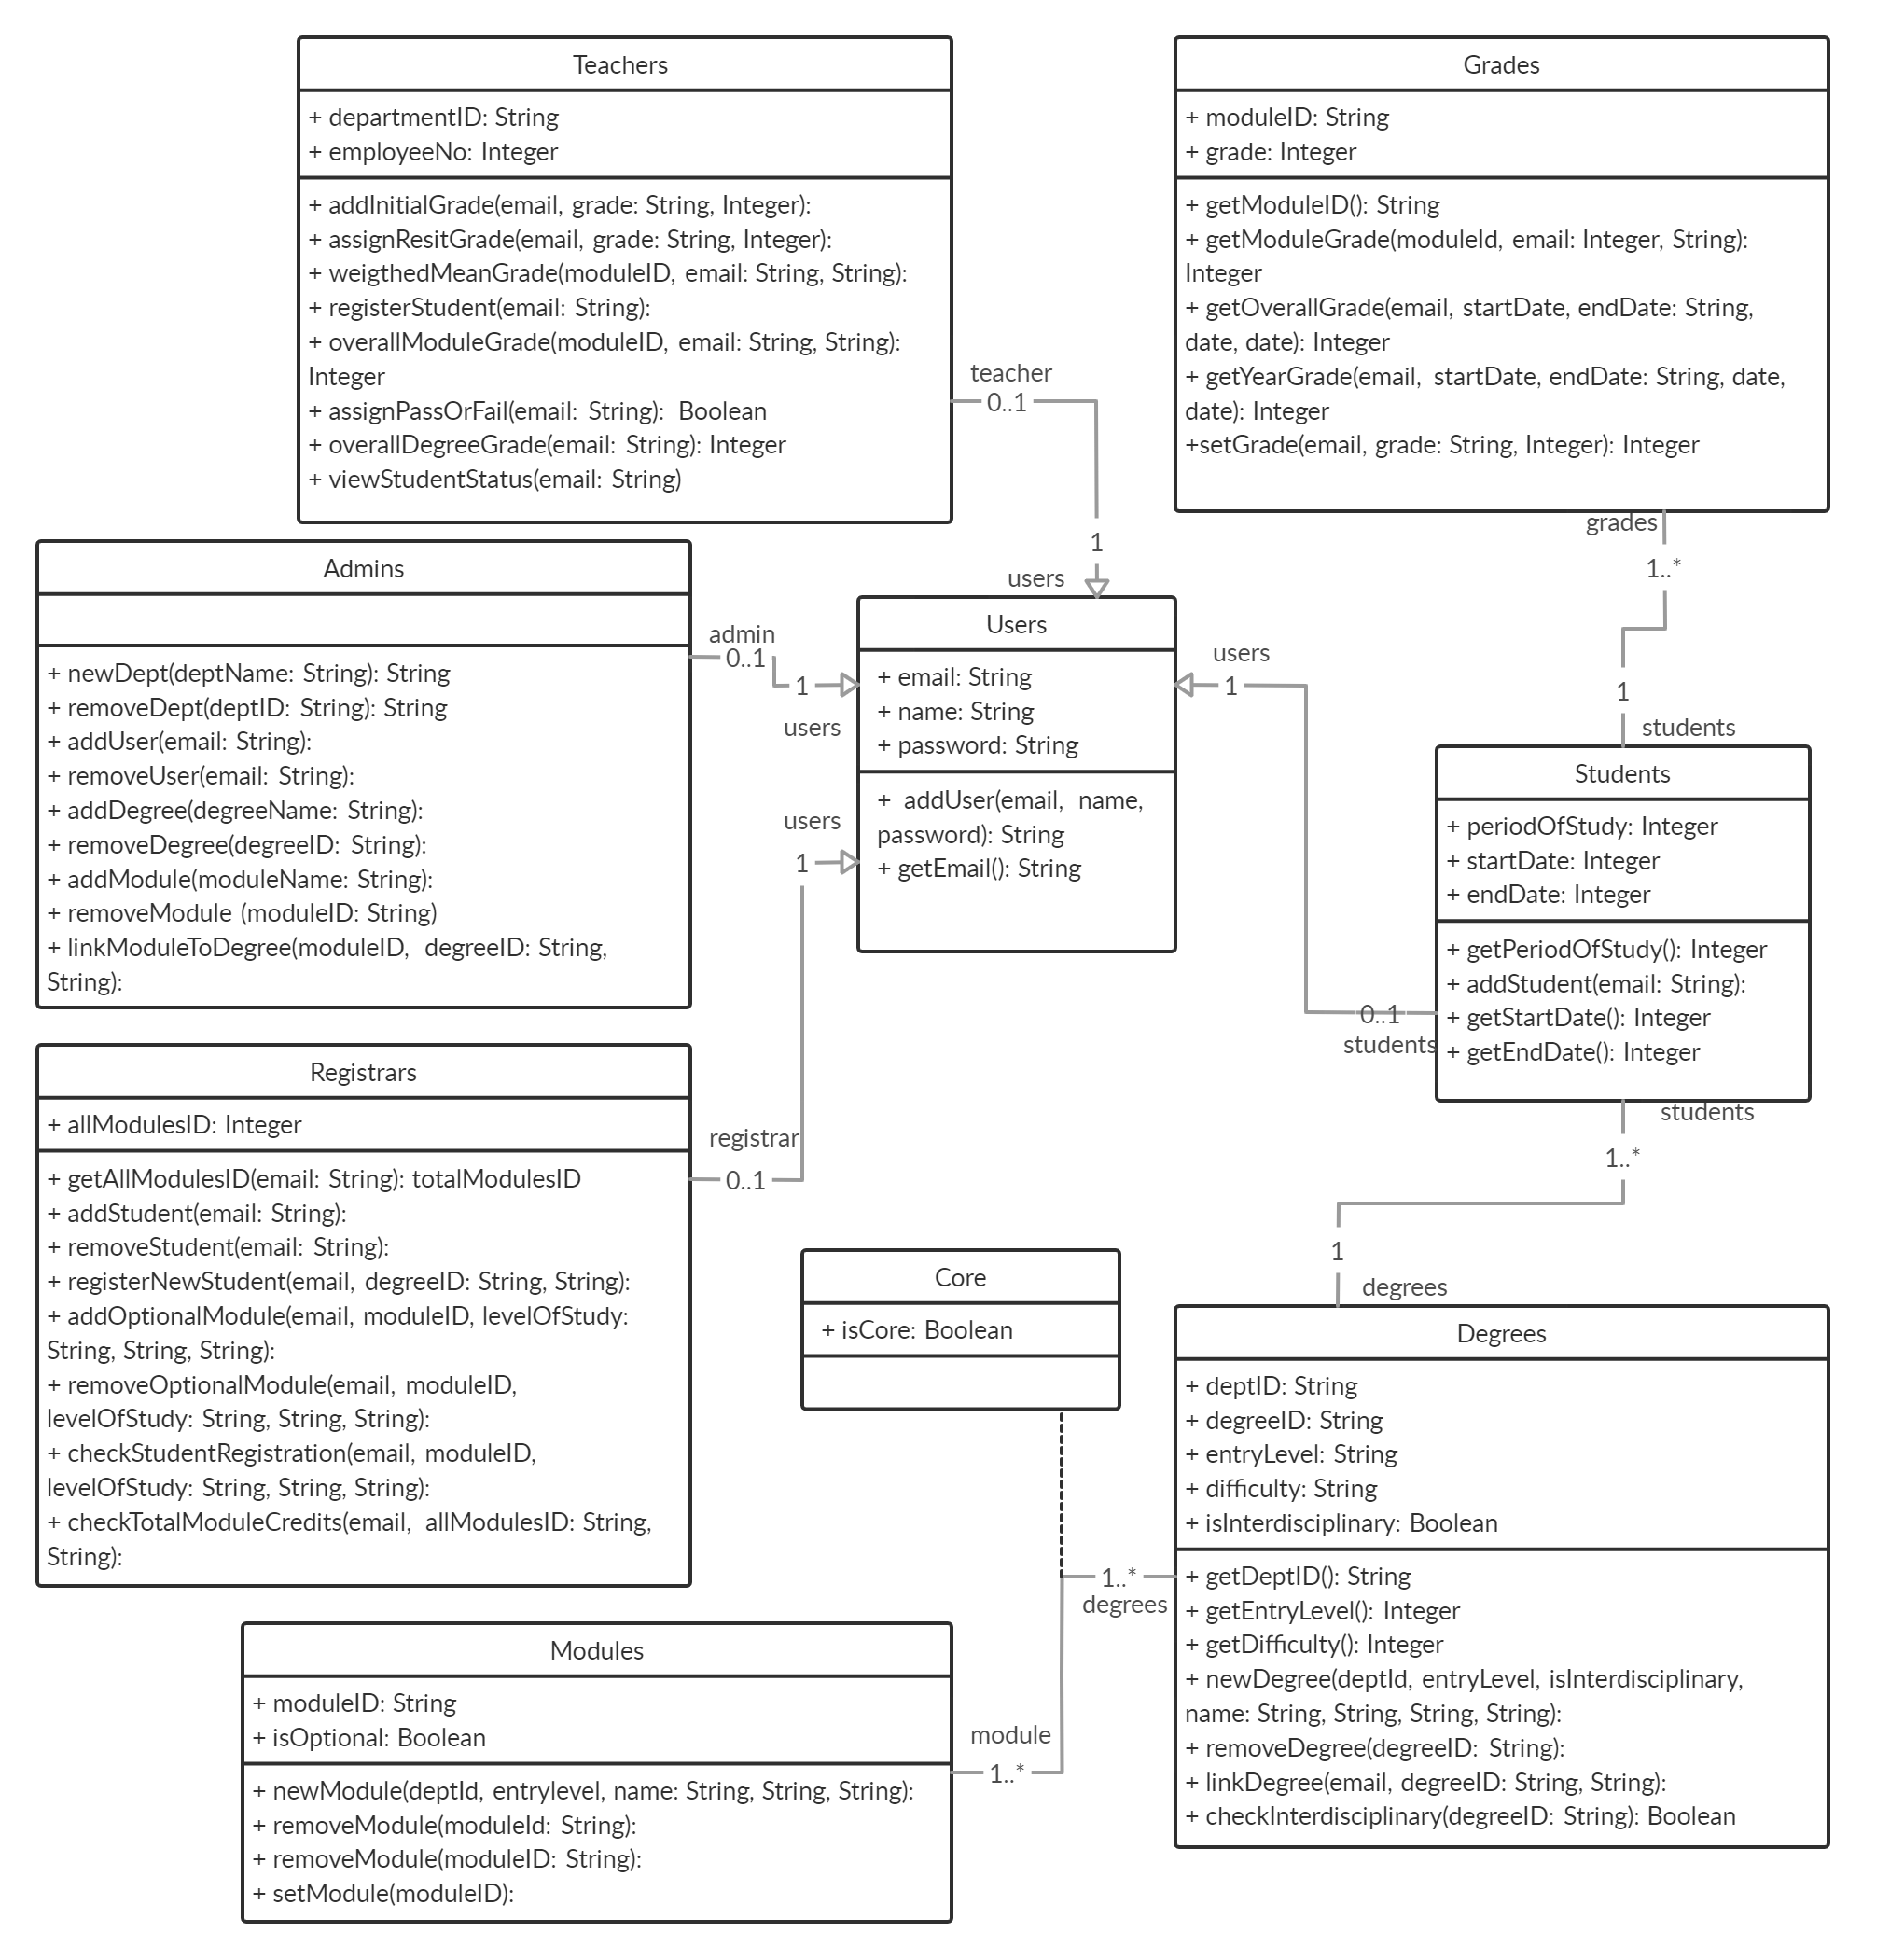 Teachers
+ departmentID: String
+ employeeNo: Integer
+ addInitialGrade(email, grade: String, Integer):
+ assignResitGrade(email, grade: String, Integer):
+ weigthedMeanGrade(moduleID, email: String, String):
+ registerStudent(email: String):
+ overallModuleGrade(moduleID, email: String, String):
Integer
+ assignPassOrFail(email: String): Boolean
+ overallDegreeGrade(email: String): Integer
+ viewStudentStatus(email: String)
Grades
+ moduleID: String
+ grade: Integer
+ getModuleID(): String
+ getModuleGrade(moduleId, email: Integer, String):
Integer
+ getOverallGrade(email, startDate, endDate: String,
date, date): Integer
+ getYearGrade(email, startDate, endDate: String, date,
date): Integer
+setGrade(email, grade: String, Integer): Integer
teacher
0..1
1
users
grades
1..*
1
students
Admins
+ newDept(deptName: String): String
+ removeDept(deptID: String): String
+ addUser(email: String):
+ removeUser(email: String):
+ addDegree(degreeName: String):
+ removeDegree(degreeID: String):
+ addModule(moduleName: String):
+ removeModule (moduleID: String)
+ linkModuleToDegree(moduleID, degreeID: String,
String):
admin
0..1
1
users
Users
+ email: String
+ name: String
+ password: String
+ addUser(email, name,
password): String
+ getEmail(): String
users
1
users
1
Students
+ periodOfStudy: Integer
+ startDate: Integer
+ endDate: Integer
+ getPeriodOfStudy(): Integer
+ addStudent(email: String):
+ getStartDate(): Integer
+ getEndDate(): Integer
0..1
students
students
1..*
1
degrees
Registrars
+ allModulesID: Integer
+ getAllModulesID(email: String): totalModulesID
+ addStudent(email: String):
+ removeStudent(email: String):
+ registerNewStudent(email, degreeID: String, String):
+ addOptionalModule(email, moduleID, levelOfStudy:
String, String, String):
+ removeOptionalModule(email, moduleID,
levelOfStudy: String, String, String):
+ checkStudentRegistration(email, moduleID,
levelOfStudy: String, String, String):
+ checkTotalModuleCredits(email, allModulesID: String,
String):
registrar
0..1
Core
+ isCore: Boolean
Degrees
+ deptID: String
+ degreeID: String
+ entryLevel: String
+ difficulty: String
+ isInterdisciplinary: Boolean
+ getDeptID(): String
+ getEntryLevel(): Integer
+ getDifficulty(): Integer
+ newDegree(deptId, entryLevel, isInterdisciplinary,
name: String, String, String, String):
+ removeDegree(degreeID: String):
+ linkDegree(email, degreeID: String, String):
+ checkInterdisciplinary(degreeID: String): Boolean
1..*
degrees
Modules
+ moduleID: String
+ isOptional: Boolean
+ newModule(deptId, entrylevel, name: String, String, String):
+ removeModule(moduleId: String):
+ removeModule(moduleID: String):
+ setModule(moduleID):
module
1..*